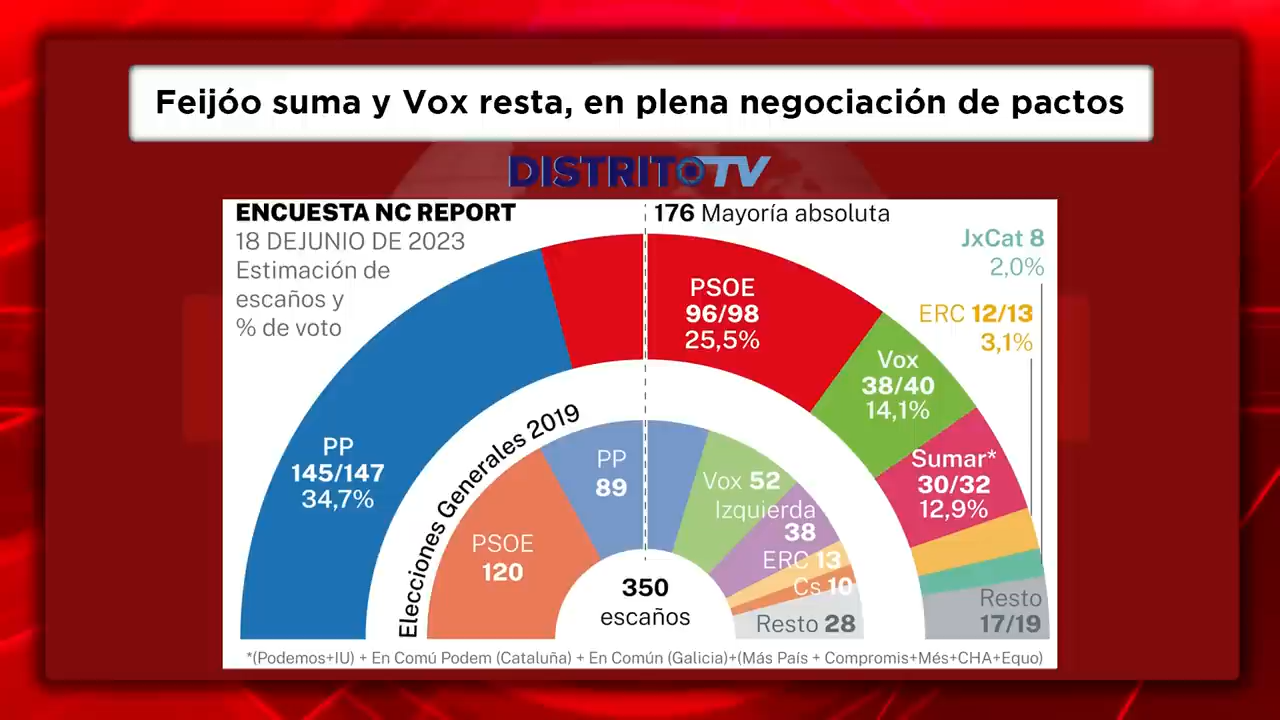 Feijóo suma y Vox resta, en plena negociación de pactos
DISTRITOTV
ENCUESTA NC REPORT
18 DEJUNIO DE 2023
Estimación de
escaños y
% de voto
176 Mayoría absoluta
JxCat 8
2,0%
ERC 12/13
3,1%
PSOE
96/98
25,5%
Vox
38/40
14,1%
Sumar*
30/32
12,9%
PP
145/147
34,7%
Resto
17/19
Elecciones Generales 2019
PSOE
120
PP
89
Vox 52
Izquierda
38
ERC 13
Cs 10
Resto 28
350
escaños
*(Podemos+IU) + En Comú Podem (Cataluña) + En Común (Galicia)+(Más País + Compromis+Més+CHA+Equo)